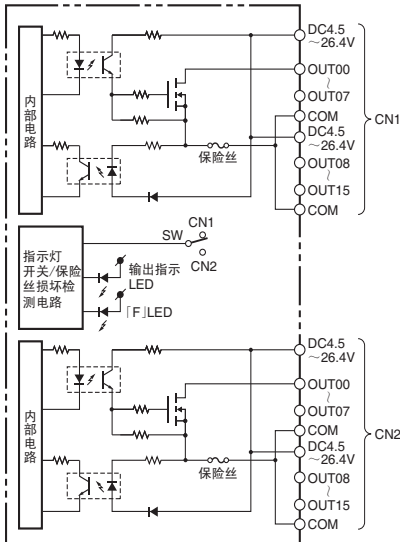 内部电路
DC4.5
～26.4V
OUT00
～
OUT07
COM
DC4.5
～26.4V
OUT08
～
OUT15
COM
CN1
保险丝
指示灯
开关/保险
丝损坏检
测电路
SW
CN1
CN2
输出指示
LED
「F」LED
内部电路
DC4.5
～26.4V
OUT00
～
OUT07
COM
DC4.5
～26.4V
OUT08
～
OUT15
COM
CN2
保险丝